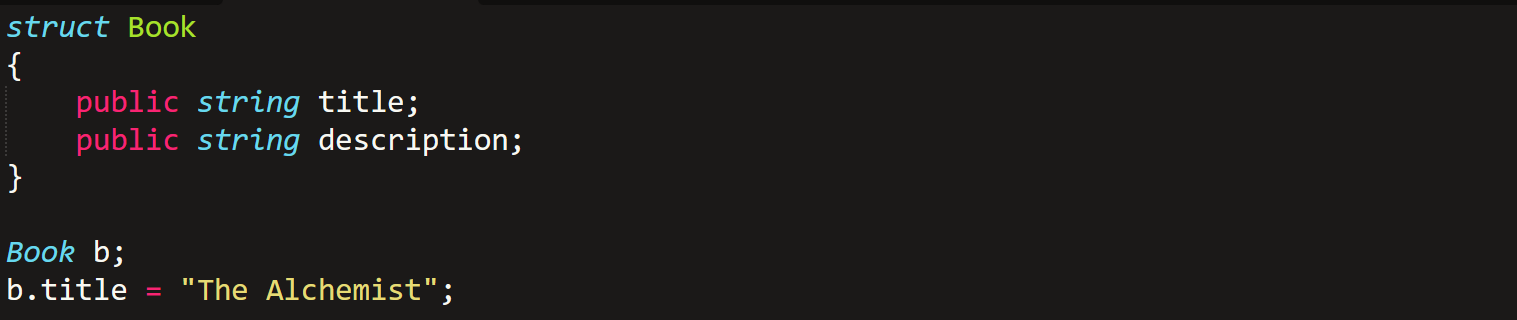 struct Book
{
    public string title;
    public string description;
}

Book b;
b.title = "The Alchemist";